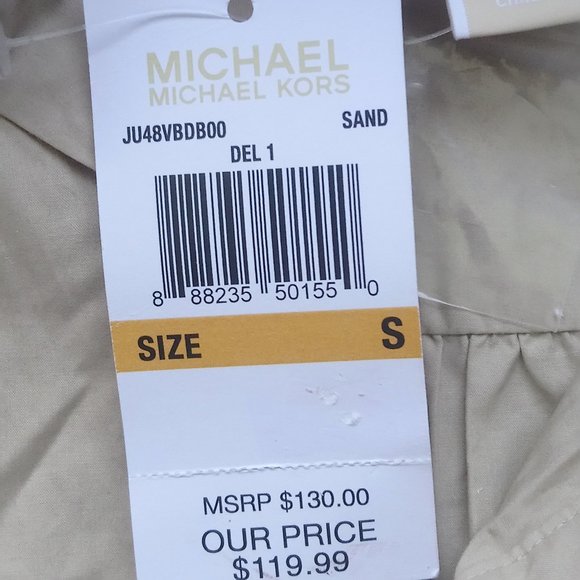 MICHAEL
MICHAEL KORS
JU48VBDB00 SAND
DEL 1
8 88235 50155 0
SIZE S
MSRP $130.00
OUR PRICE
$119.99